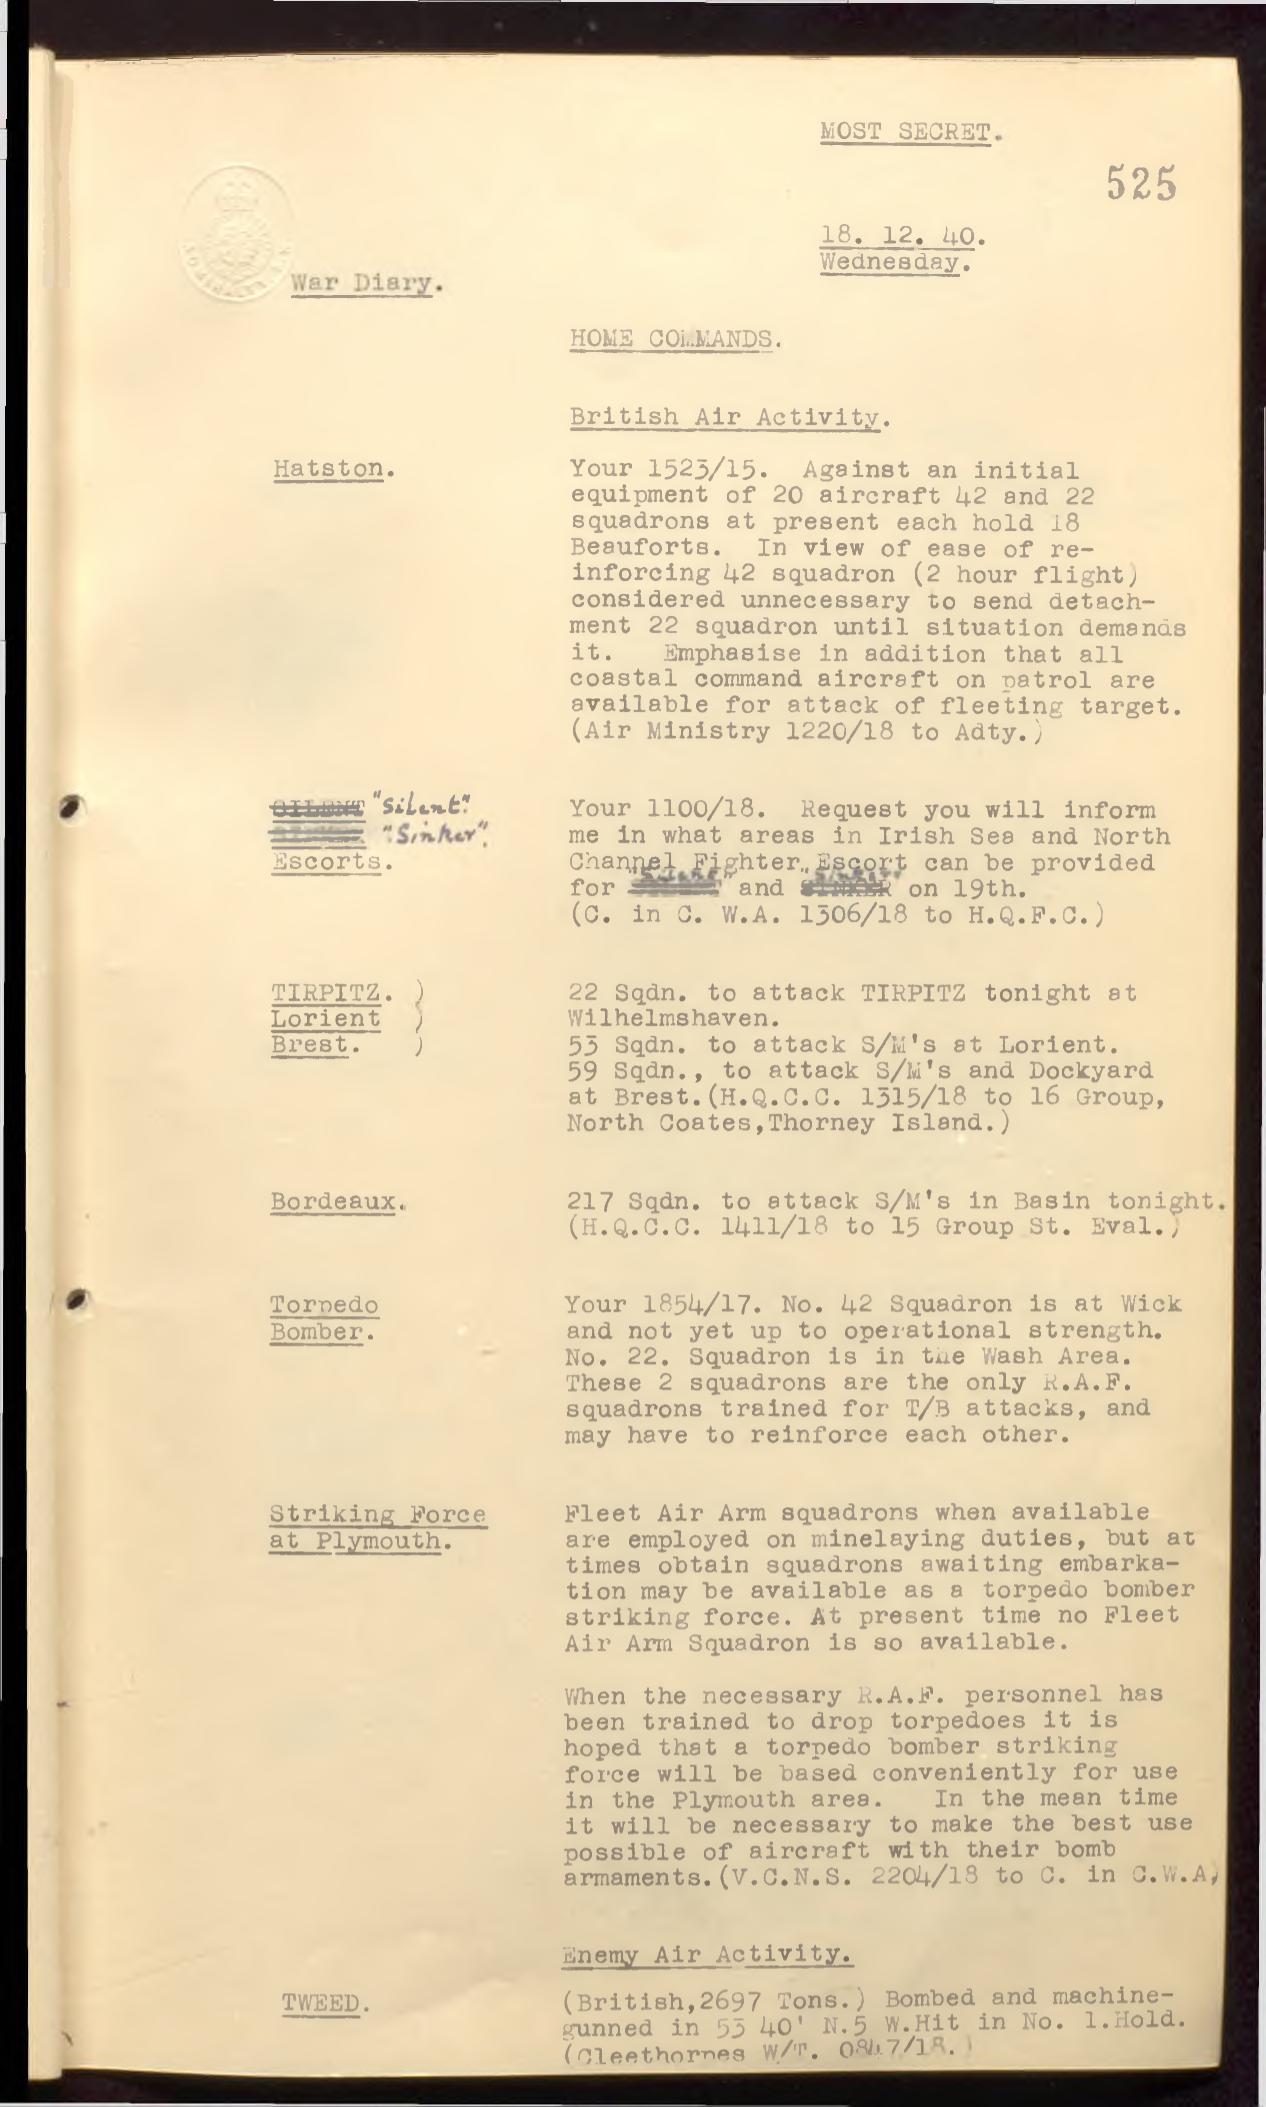 MOST SECRET.
525
18. 12. 40.
Wednesday.
War Diary.
HOME COMMANDS.
British Air Activity.
Hatston.
Your 1523/15. Against an initial
equipment of 20 aircraft 42 and 22
squadrons at present each hold 18
Beauforts. In view of ease of re-
inforcing 42 squadron (2 hour flight)
considered unnecessary to send detach-
ment 22 squadron until situation demands
it. Emphasise in addition that all
coastal command aircraft on patrol are
available for attack of fleeting target.
(Air Ministry 1220/18 to Adty.)
SILENT "Silent".
"Sinker".
Escorts.
Your 1100/18. Request you will inform
me in what areas in Irish Sea and North
Channel Fighter Escort can be provided
for "Silent" and "Sinker" SINKER on 19th.
(C. in C. W.A. 1306/18 to H.Q.F.C.)
TIRPITZ. )
Lorient )
Brest. )
22 Sqdn. to attack TIRPITZ tonight at
Wilhelmshaven.
53 Sqdn. to attack S/M's at Lorient.
59 Sqdn., to attack S/M's and Dockyard
at Brest.(H.Q.C.C. 1315/18 to 16 Group,
North Coates,Thorney Island.)
Bordeaux.
217 Sqdn. to attack S/M's in Basin tonight.
(H.Q.C.C. 1411/18 to 15 Group St. Eval.)
Torpedo
Bomber.
Your 1854/17. No. 42 Squadron is at Wick
and not yet up to operational strength.
No. 22. Squadron is in the Wash Area.
These 2 squadrons are the only R.A.F.
squadrons trained for T/B attacks, and
may have to reinforce each other.
Striking Force
at Plymouth.
Fleet Air Arm squadrons when available
are employed on minelaying duties, but at
times obtain squadrons awaiting embarka-
tion may be available as a torpedo bomber
striking force. At present time no Fleet
Air Arm Squadron is so available.
When the necessary R.A.F. personnel has
been trained to drop torpedoes it is
hoped that a torpedo bomber striking
force will be based conveniently for use
in the Plymouth area. In the mean time
it will be necessary to make the best use
possible of aircraft with their bomb
armaments.(V.C.N.S. 2204/18 to C. in C.W.A)
Enemy Air Activity.
TWEED.
(British,2697 Tons.) Bombed and machine-
gunned in 53 40' N.5 W.Hit in No. 1.Hold.
(Cleethorpes W/T. 0847/18.)